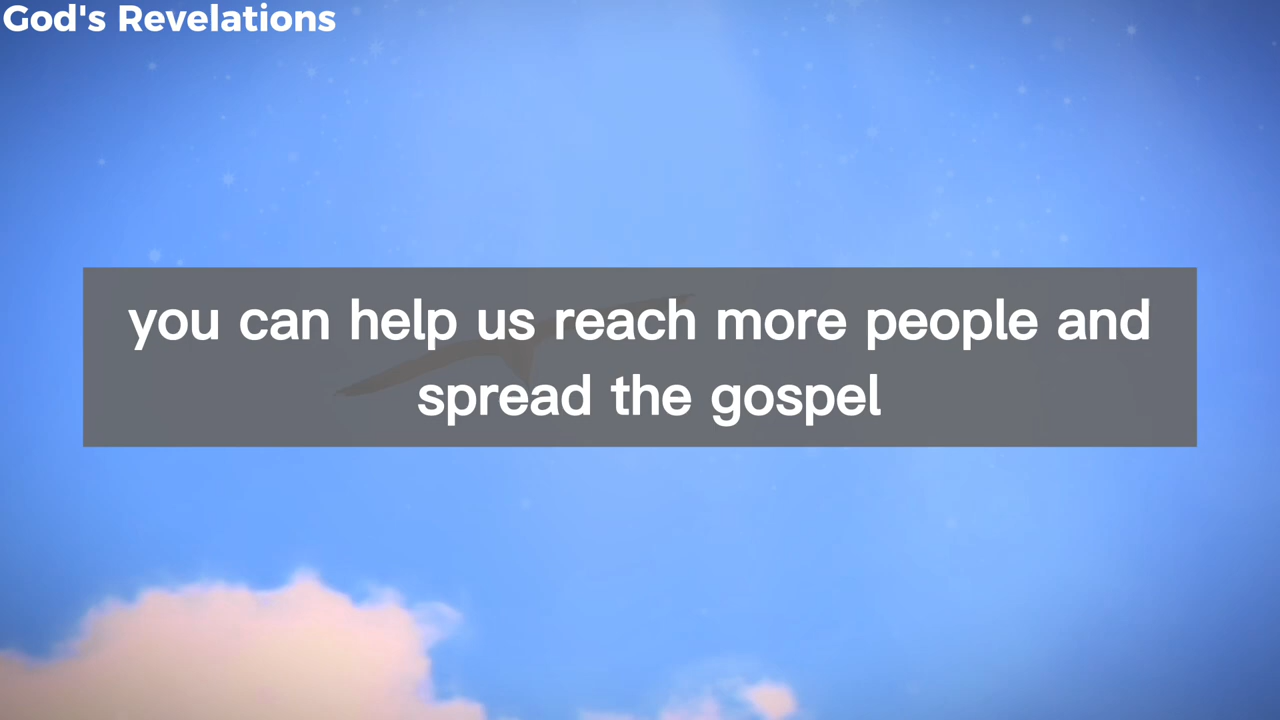 God's Revelations
you can help us reach more people and
spread the gospel